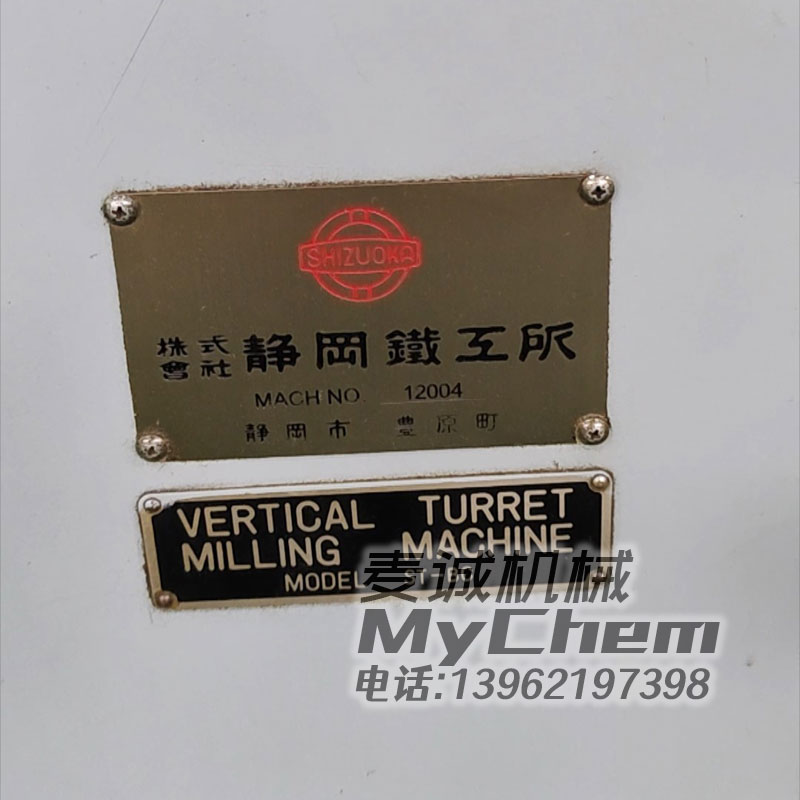 SHIZUOKA
株式會社 静岡鐵工所
MACH NO. 12004
静岡市 豊原町
VERTICAL TURRET
MILLING MACHINE
MODEL
麦诚机械
MyChem
电话:13962197398